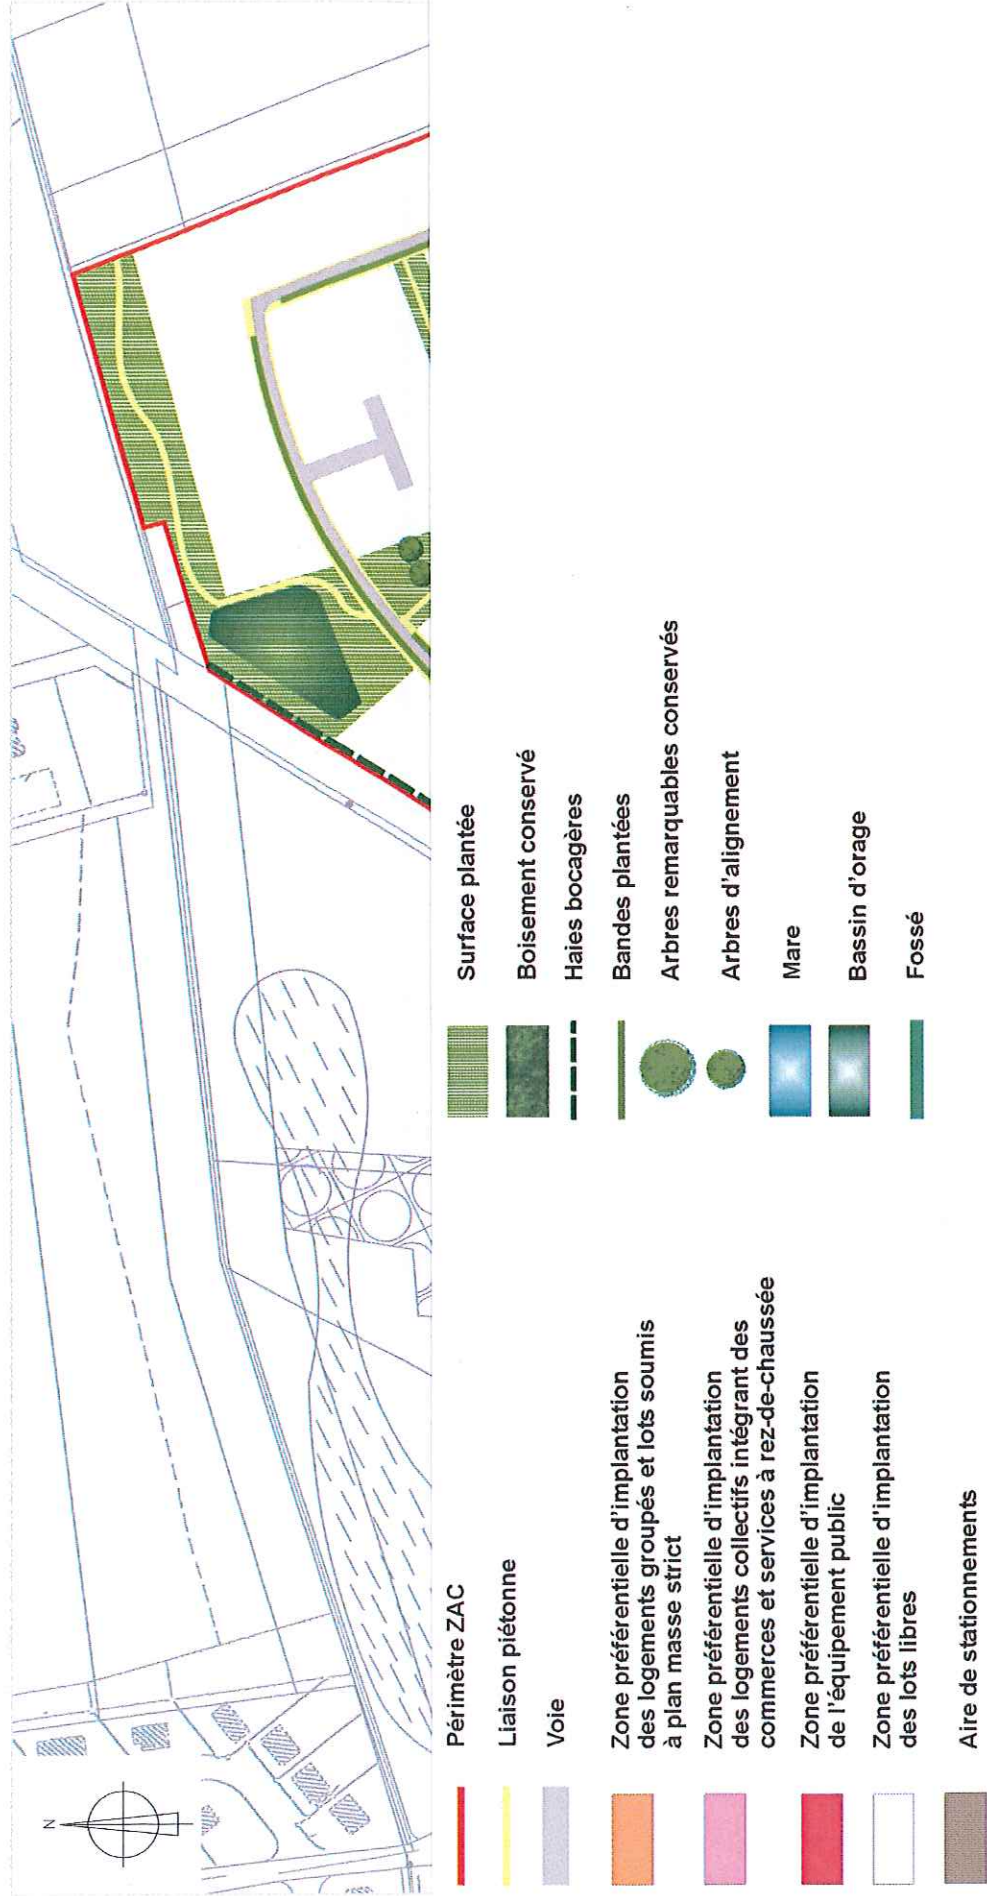 N
Périmètre ZAC
Liaison piétonne
Voie
Zone préférentielle d'implantation
des logements groupés et lots soumis
à plan masse strict
Zone préférentielle d'implantation
des logements collectifs intégrant des
commerces et services à rez-de-chaussée
Zone préférentielle d'implantation
de l'équipement public
Zone préférentielle d'implantation
des lots libres
Aire de stationnements
Surface plantée
Boisement conservé
Haies bocagères
Bandes plantées
Arbres remarquables conservés
Arbres d'alignement
Mare
Bassin d'orage
Fossé